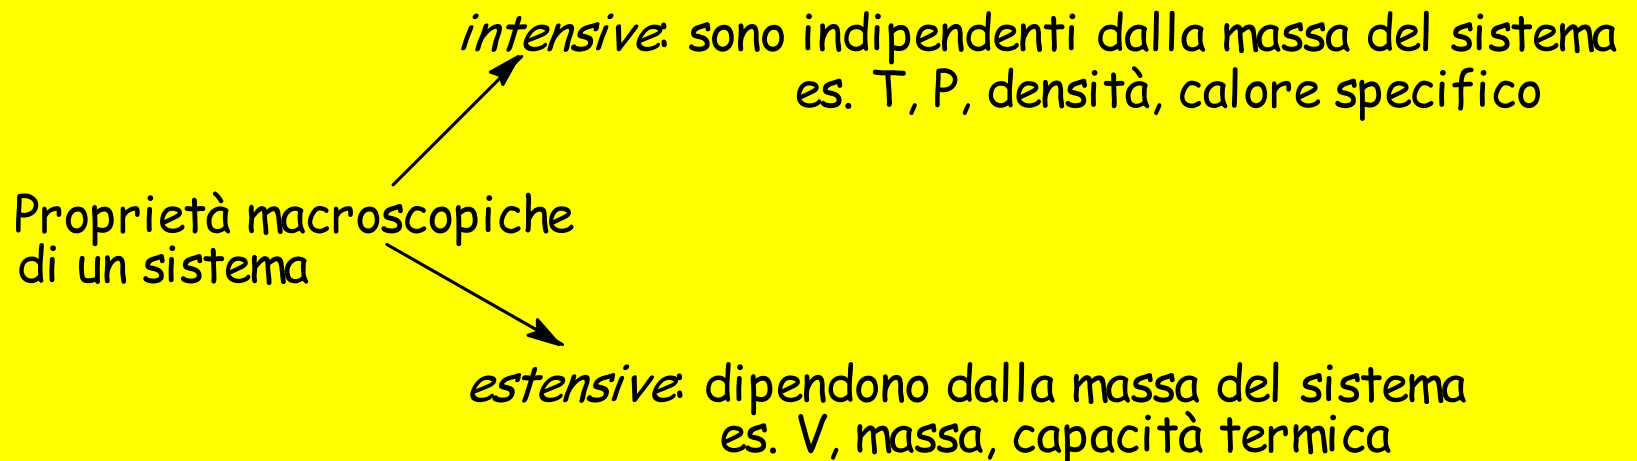 intensive: sono indipendenti dalla massa del sistema
es. T, P, densità, calore specifico
Proprietà macroscopiche
di un sistema
estensive: dipendono dalla massa del sistema
es. V, massa, capacità termica